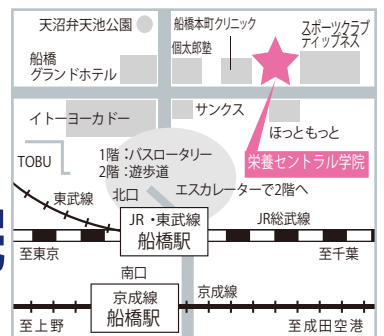 天沼弁天池公園
船橋本町クリニック
スポーツクラブ
ティップネス
個太郎塾
船橋
グランドホテル
イトーヨーカドー
サンクス
ほっともっと
栄養セントラル学院
TOBU
1階：バスロータリー
2階：遊歩道
北口
エスカレーターで2階へ
東武線
JR・東武線
船橋駅
JR総武線
至東京
至千葉
南口
京成線
船橋駅
京成線
至上野
至成田空港